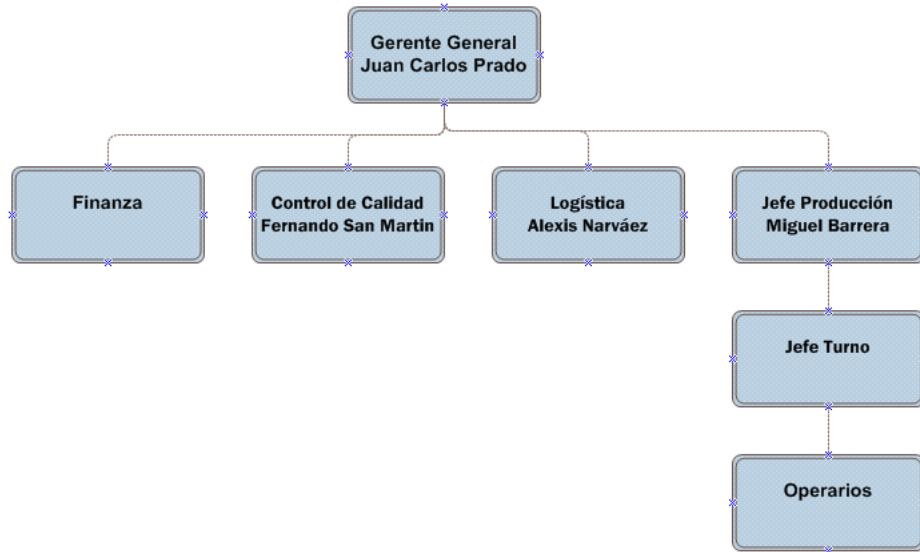 Gerente General
Juan Carlos Prado
Finanza
Control de Calidad
Fernando San Martin
Logística
Alexis Narváez
Jefe Producción
Miguel Barrera
Jefe Turno
Operarios